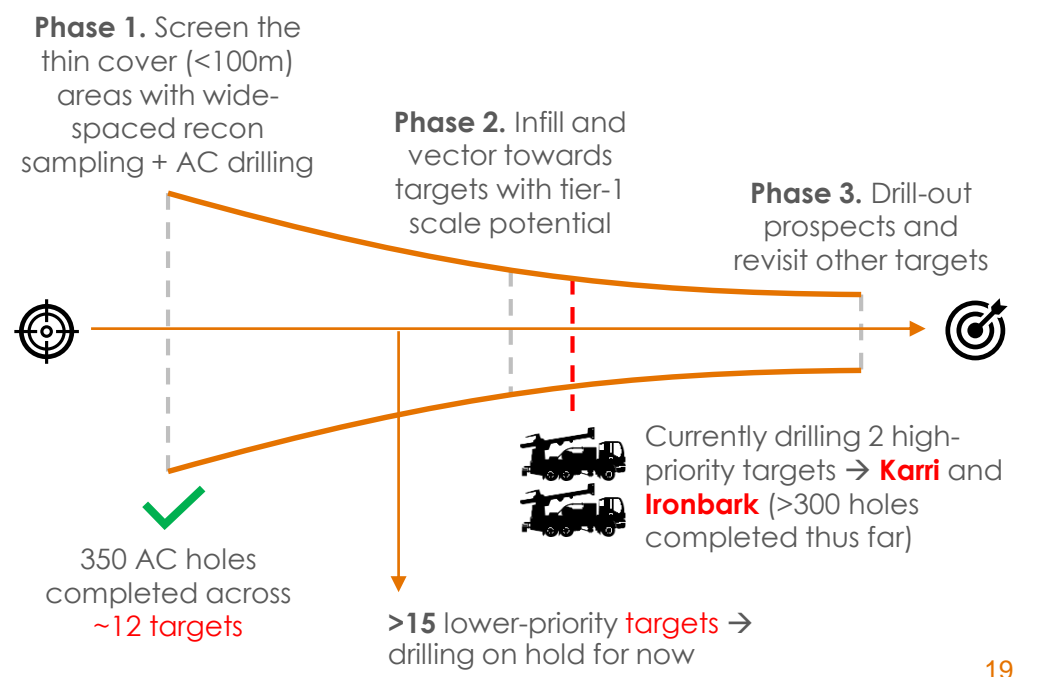 Phase 1. Screen the
thin cover (<100m)
areas with wide-
spaced recon
sampling + AC drilling
Phase 2. Infill and
vector towards
targets with tier-1
scale potential
Phase 3. Drill-out
prospects and
revisit other targets
350 AC holes
completed across
~12 targets
Currently drilling 2 high-
priority targets → Karri and
Ironbark (>300 holes
completed thus far)
>15 lower-priority targets →
drilling on hold for now
19